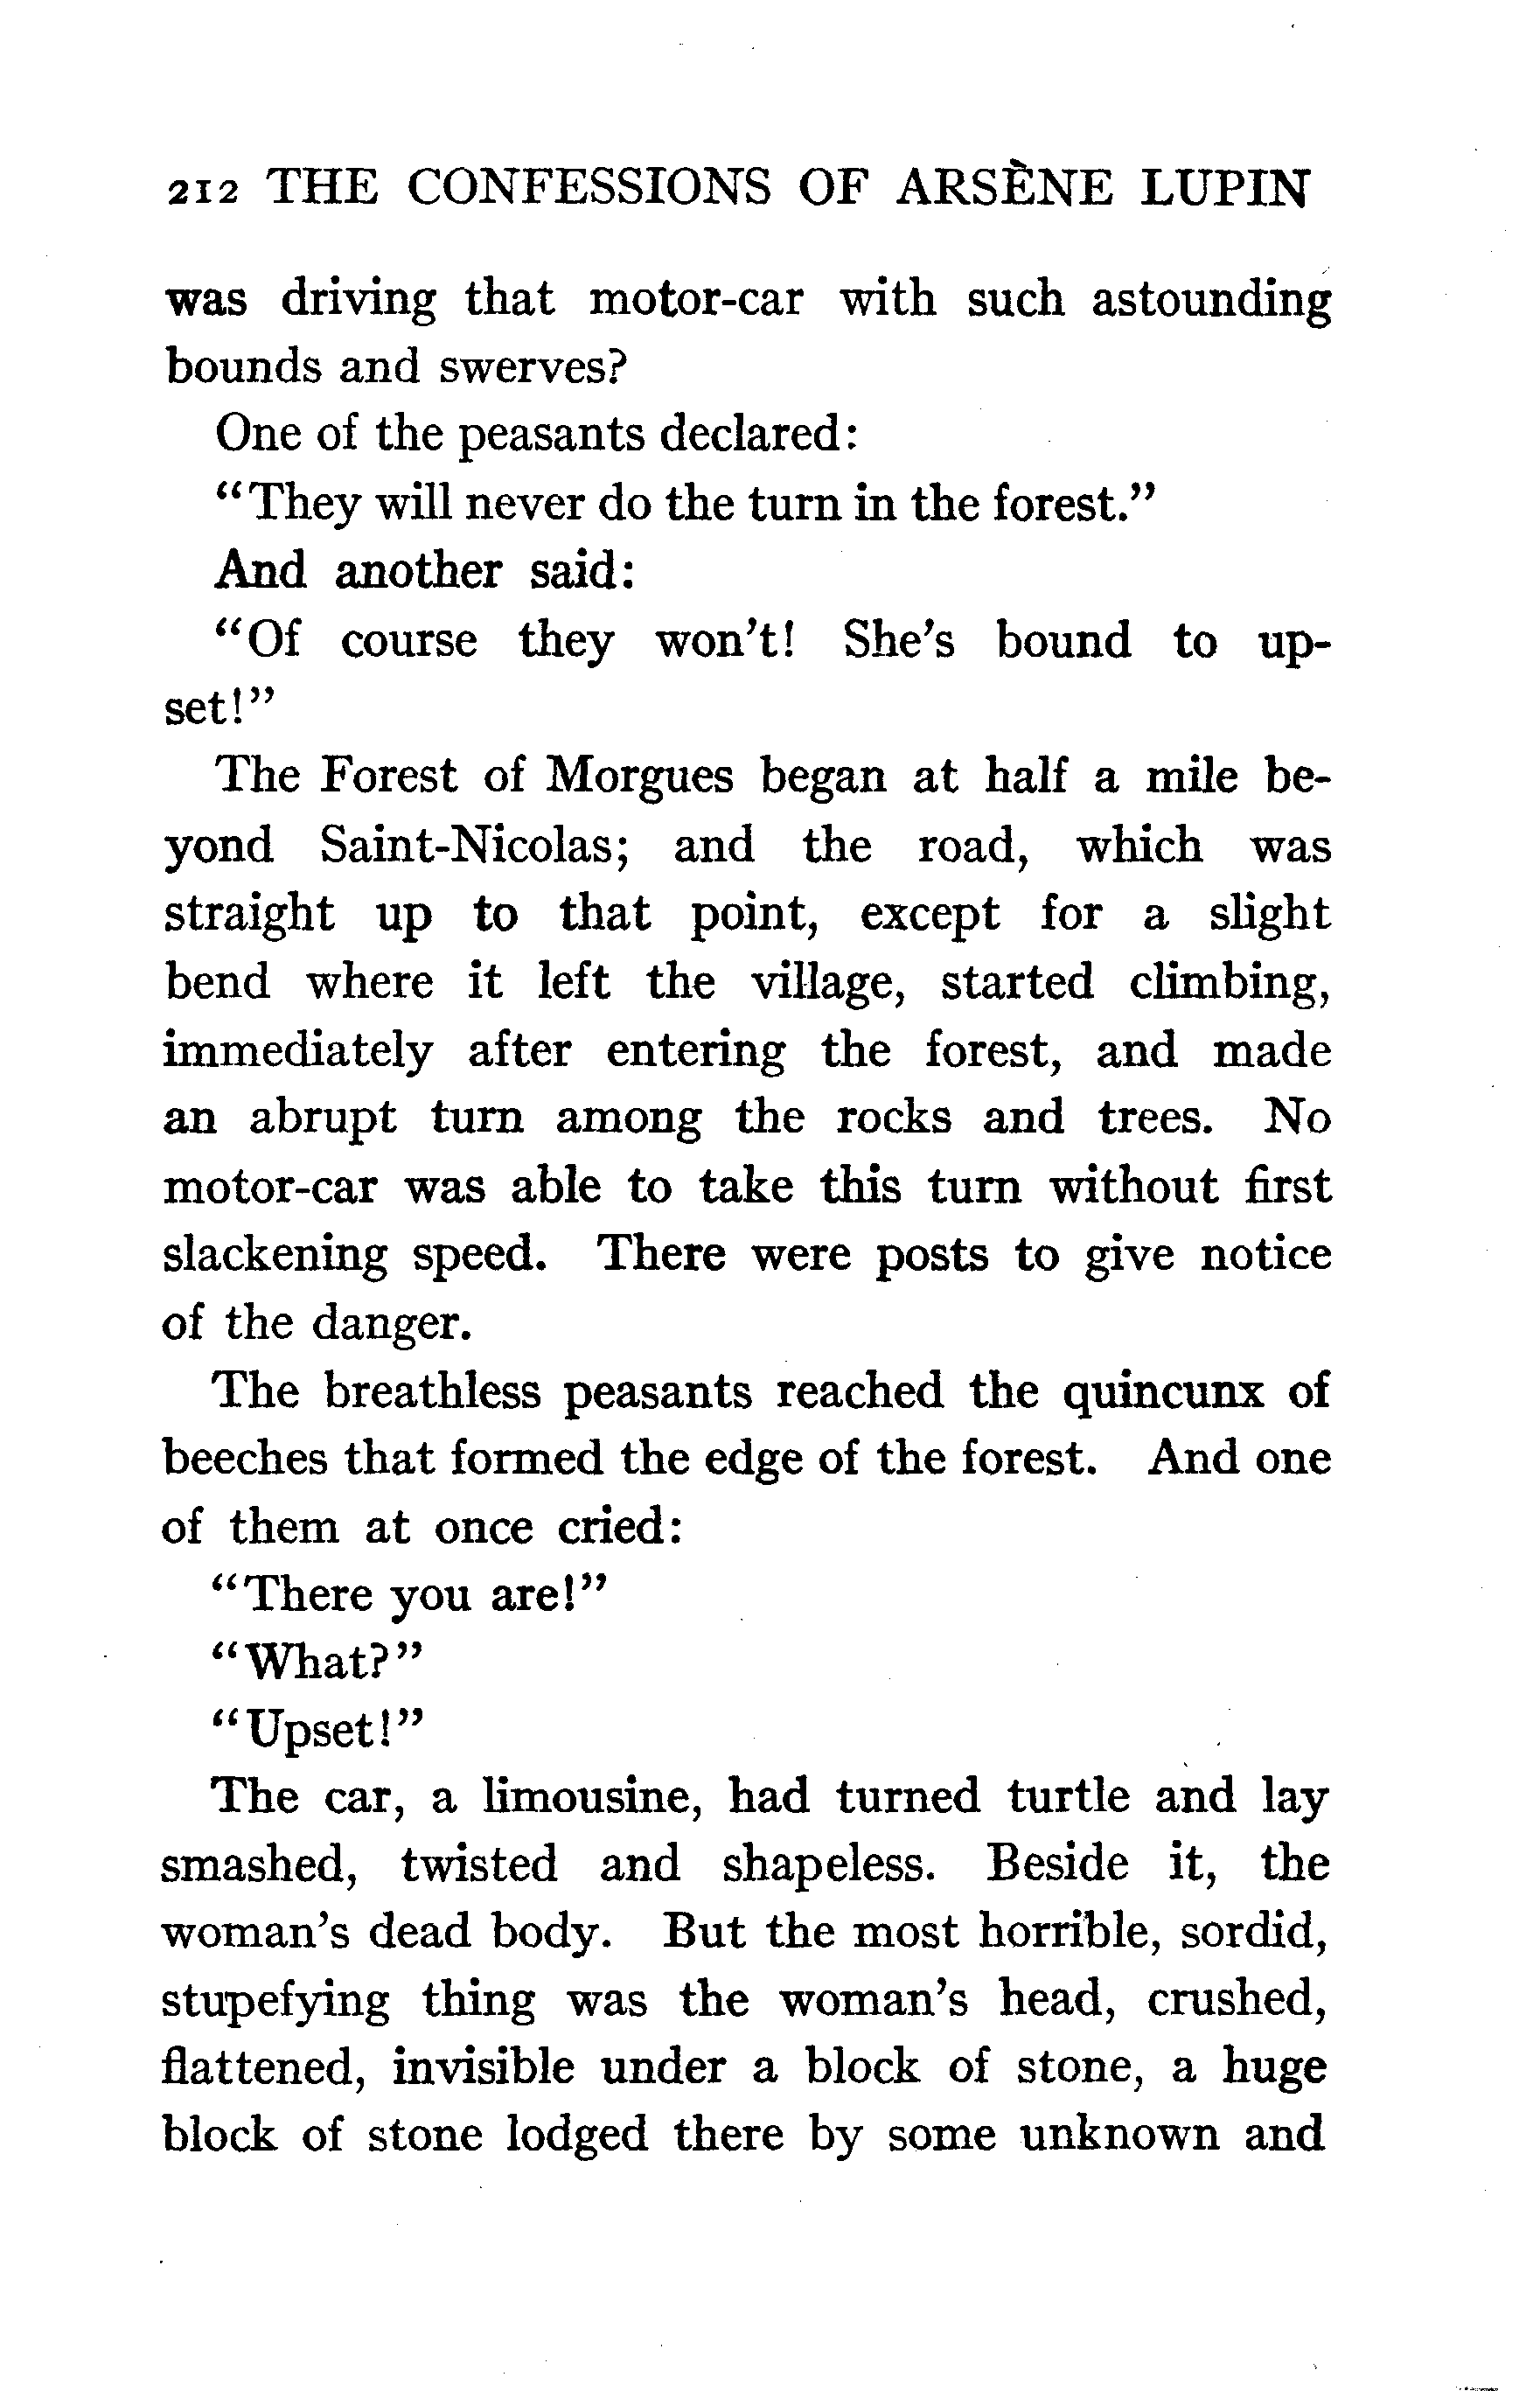 212 THE CONFESSIONS OF ARSÈNE LUPIN
was driving that motor-car with such astounding
bounds and swerves?
One of the peasants declared:
"They will never do the turn in the forest."
And another said:
"Of course they won't! She's bound to up-
set!"
The Forest of Morgues began at half a mile be-
yond Saint-Nicolas; and the road, which was
straight up to that point, except for a slight
bend where it left the village, started climbing,
immediately after entering the forest, and made
an abrupt turn among the rocks and trees. No
motor-car was able to take this turn without first
slackening speed. There were posts to give notice
of the danger.
The breathless peasants reached the quincunx of
beeches that formed the edge of the forest. And one
of them at once cried:
"There you are!"
"What?"
"Upset!"
The car, a limousine, had turned turtle and lay
smashed, twisted and shapeless. Beside it, the
woman's dead body. But the most horrible, sordid,
stupefying thing was the woman's head, crushed,
flattened, invisible under a block of stone, a huge
block of stone lodged there by some unknown and